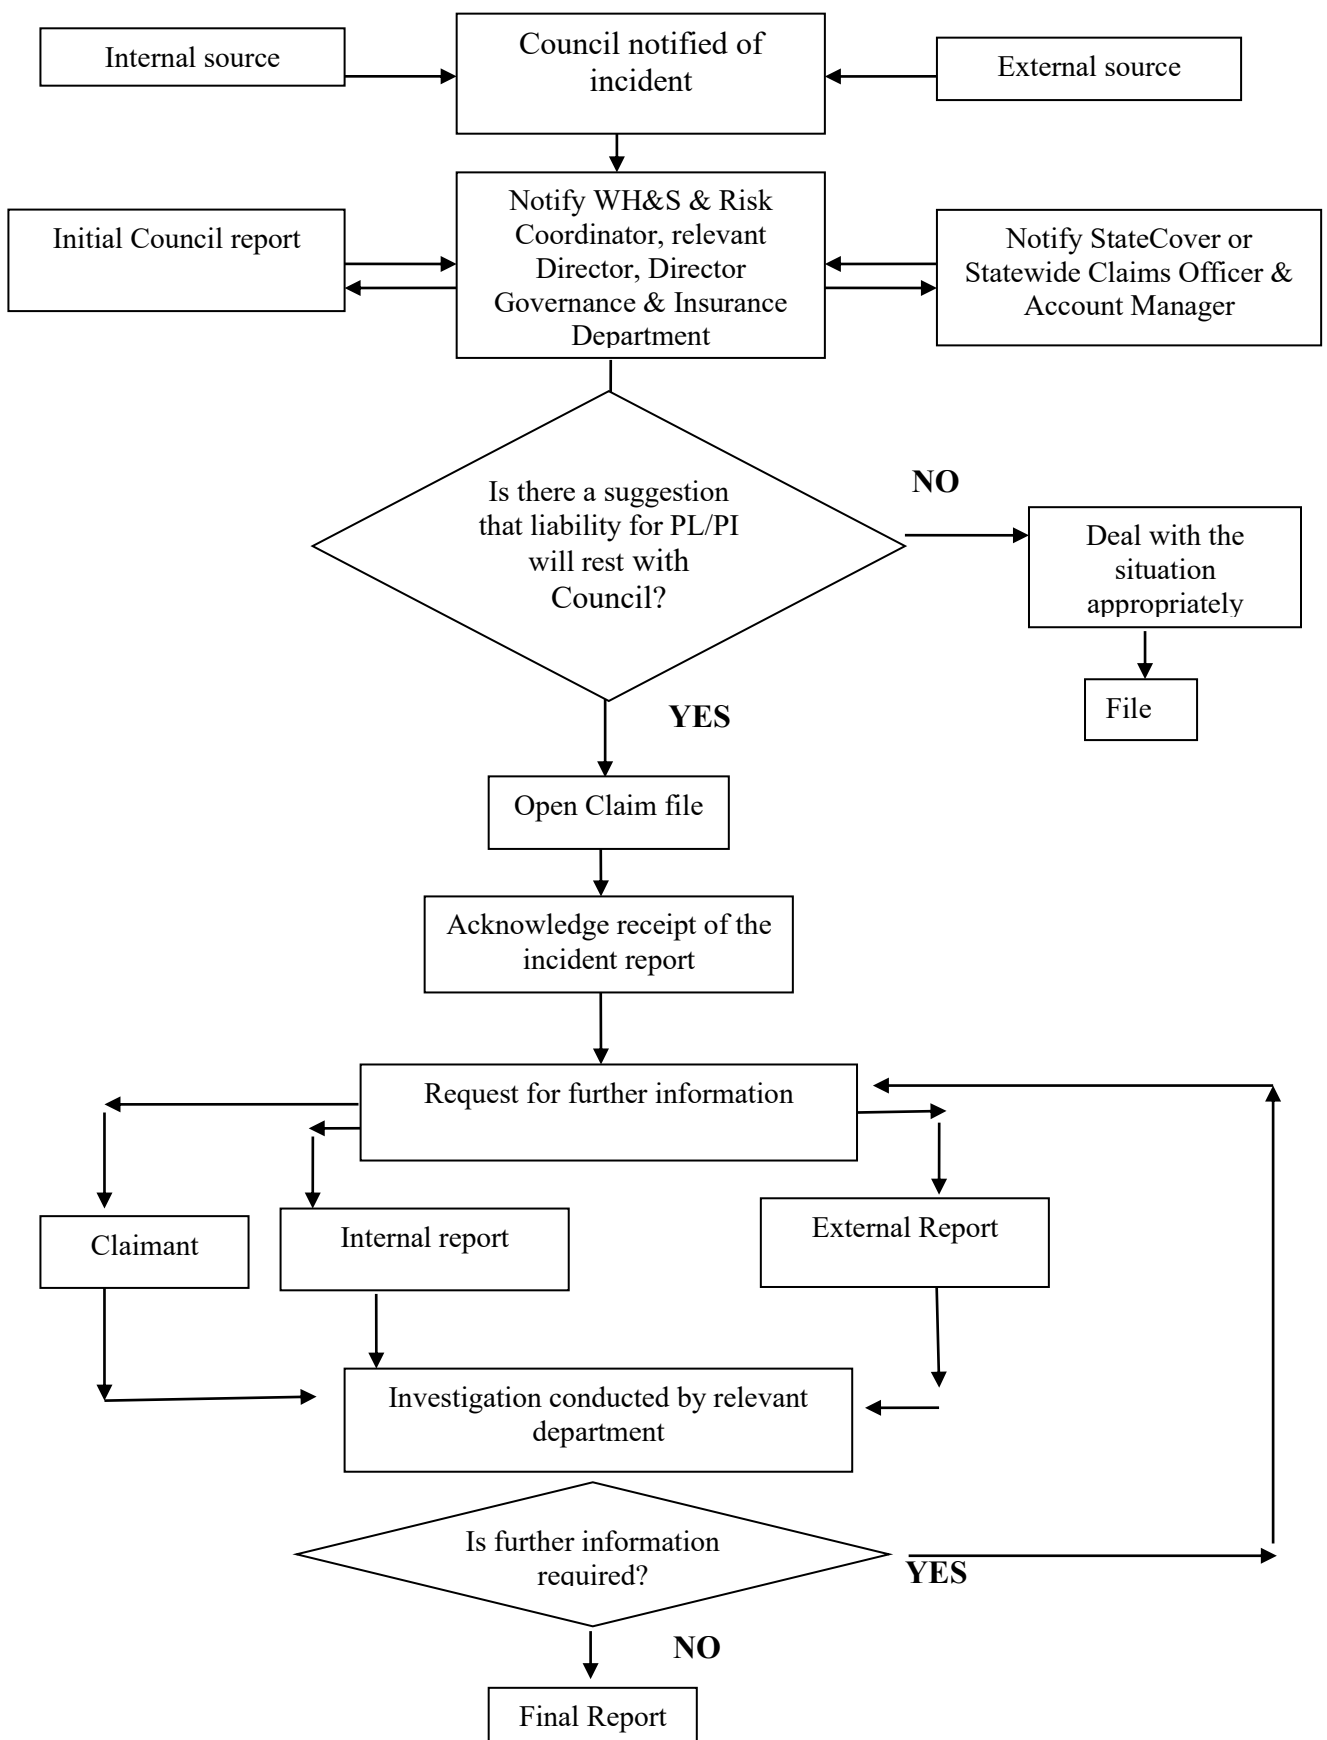 Internal source
Council notified of
incident
External source
Initial Council report
Notify WH&S & Risk
Coordinator, relevant
Director, Director
Governance & Insurance
Department
Notify StateCover or
Statewide Claims Officer &
Account Manager
Is there a suggestion
that liability for PL/PI
will rest with
Council?
NO
Deal with the
situation
appropriately
File
YES
Open Claim file
Acknowledge receipt of the
incident report
Request for further information
Claimant
Internal report
External Report
Investigation conducted by relevant
department
Is further information
required?
YES
NO
Final Report